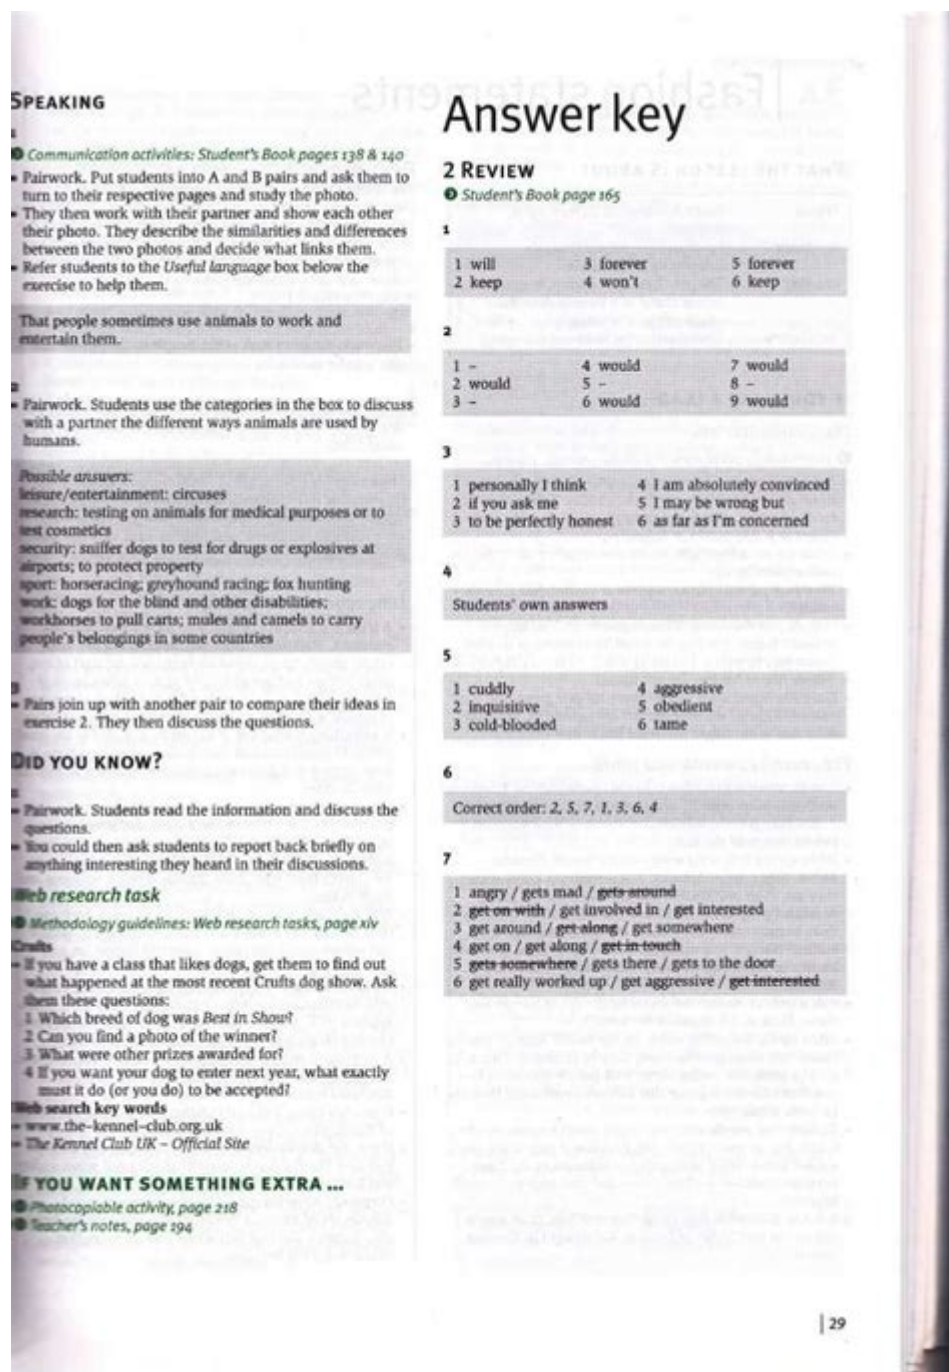 SPEAKING
1
Communication activities: Student's Book pages 138 & 140
Pairwork. Put students into A and B pairs and ask them to
turn to their respective pages and study the photo.
They then work with their partner and show each other
their photo. They describe the similarities and differences
between the two photos and decide what links them.
Refer students to the Useful language box below the
exercise to help them.
That people sometimes use animals to work and
entertain them.
2
Pairwork. Students use the categories in the box to discuss
with a partner the different ways animals are used by
humans.
Possible answers:
leisure/entertainment: circuses
research: testing on animals for medical purposes or to
test cosmetics
security: sniffer dogs to test for drugs or explosives at
airports; to protect property
sport: horseracing; greyhound racing; fox hunting
work: dogs for the blind and other disabilities;
workhorses to pull carts; mules and camels to carry
people's belongings in some countries
3
Pairs join up with another pair to compare their ideas in
exercise 2. They then discuss the questions.
DID YOU KNOW?
1
Pairwork. Students read the information and discuss the
questions.
You could then ask students to report back briefly on
anything interesting they heard in their discussions.
Web research task
Methodology guidelines: Web research tasks, page xiv
Crufts
If you have a class that likes dogs, get them to find out
what happened at the most recent Crufts dog show. Ask
them these questions:
1 Which breed of dog was Best in Show?
2 Can you find a photo of the winner?
3 What were other prizes awarded for?
4 If you want your dog to enter next year, what exactly
must it do (or you do) to be accepted?
Web search key words
www.the-kennel-club.org.uk
The Kennel Club UK – Official Site
IF YOU WANT SOMETHING EXTRA ...
Photocopiable activity, page 218
Teacher's notes, page 194
Answer key
2 REVIEW
Student's Book page 165
1
1 will 3 forever 5 forever
2 keep 4 won't 6 keep
2
1 – 4 would 7 would
2 would 5 – 8 –
3 – 6 would 9 would
3
1 personally I think 4 I am absolutely convinced
2 if you ask me 5 I may be wrong but
3 to be perfectly honest 6 as far as I'm concerned
4
Students' own answers
5
1 cuddly 4 aggressive
2 inquisitive 5 obedient
3 cold-blooded 6 tame
6
Correct order: 2, 5, 7, 1, 3, 6, 4
7
1 angry / gets mad / gets around
2 get on with / get involved in / get interested
3 get around / get along / get somewhere
4 get on / get along / get in touch
5 gets somewhere / gets there / gets to the door
6 get really worked up / get aggressive / get interested
| 29